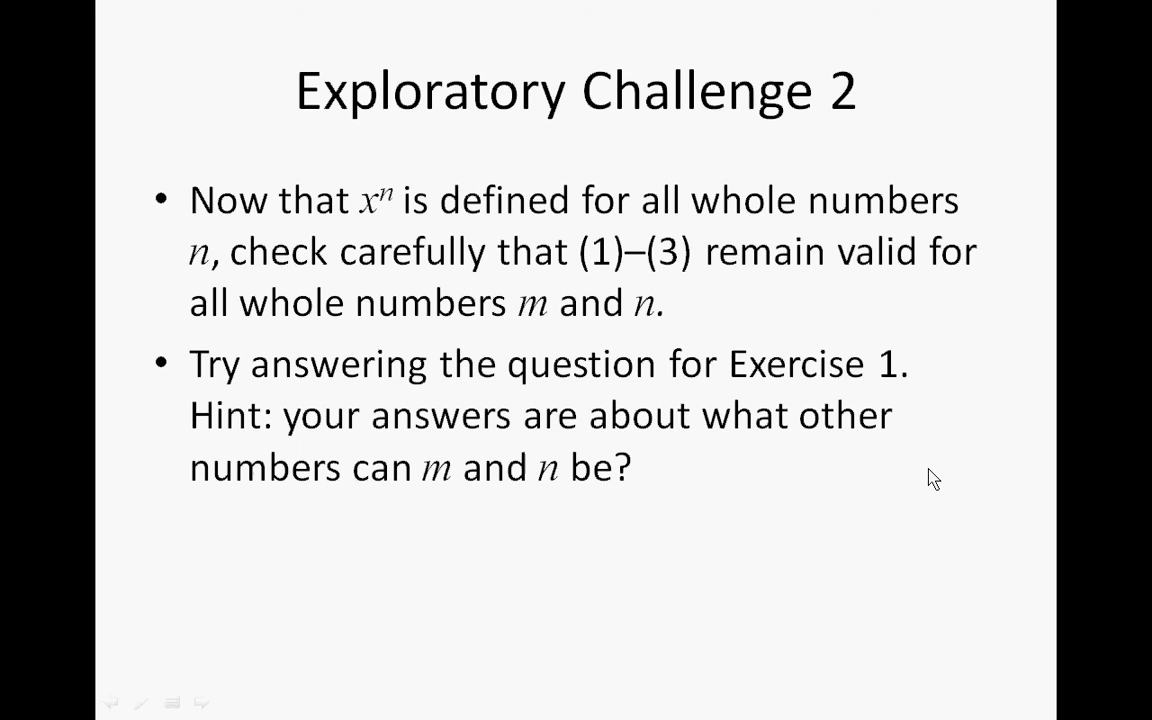 Exploratory Challenge 2
• Now that xⁿ is defined for all whole numbers
n, check carefully that (1)–(3) remain valid for
all whole numbers m and n.
• Try answering the question for Exercise 1.
Hint: your answers are about what other
numbers can m and n be?